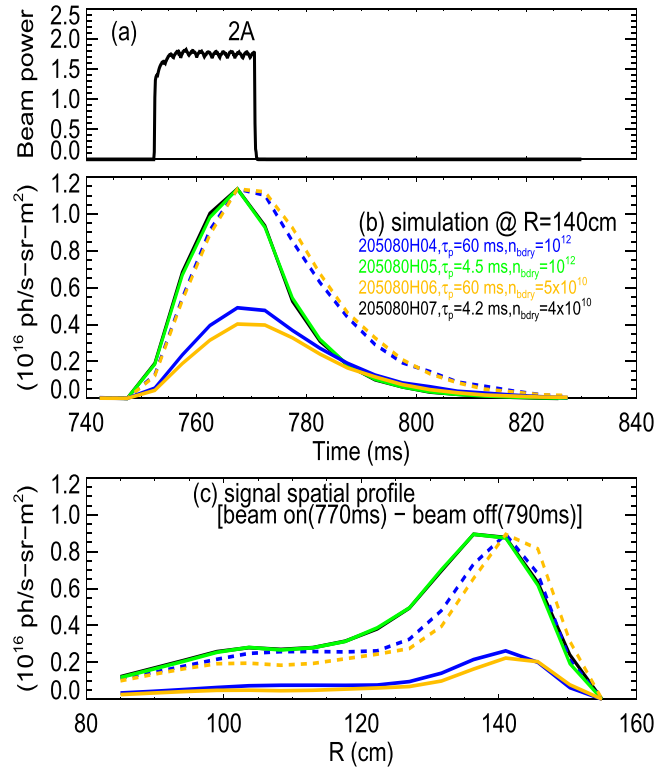 2.5
2.0
1.5
1.0
0.5
0.0
Beam power
(a)
2A
1.2
1.0
0.8
0.6
0.4
0.2
0.0
(10¹⁶ ph/s−sr−m²)
(b) simulation @ R=140cm
205080H04,τₚ=60 ms,n_bdry=10¹²
205080H05,τₚ=4.5 ms,n_bdry=10¹²
205080H06,τₚ=60 ms,n_bdry=5x10¹⁰
205080H07,τₚ=4.2 ms,n_bdry=4x10¹⁰
740 760 780 800 820 840
Time (ms)
(c) signal spatial profile
[beam on(770ms) − beam off(790ms)]
1.2
1.0
0.8
0.6
0.4
0.2
0.0
(10¹⁶ ph/s−sr−m²)
80 100 120 140 160
R (cm)